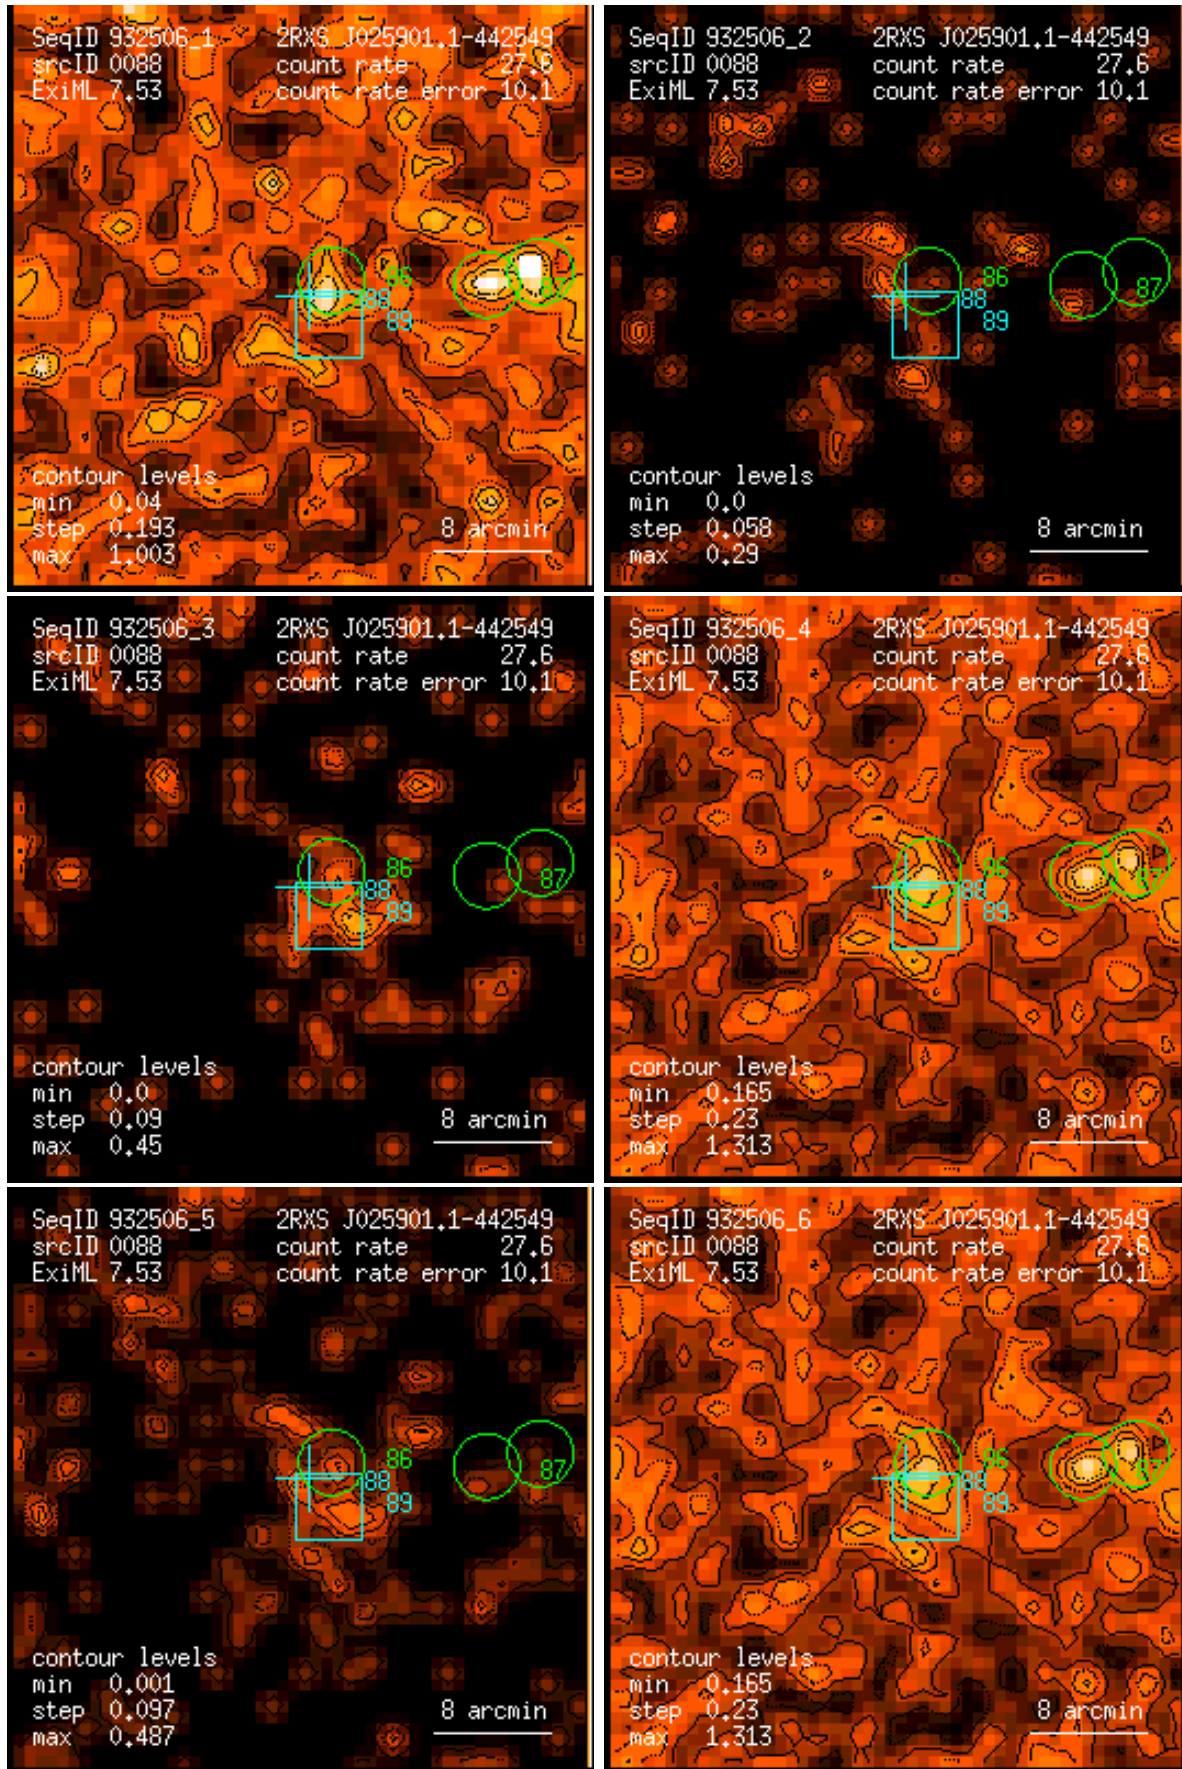 SeqID 932506_1 2RXS J025901.1-442549
srcID 0088 count rate 27.6
ExiML 7.53 count rate error 10.1
86
88
87
89
contour levels
min 0.04
step 0.193
max 1.003
8 arcmin
SeqID 932506_2 2RXS J025901.1-442549
srcID 0088 count rate 27.6
ExiML 7.53 count rate error 10.1
86
88
87
89
contour levels
min 0.0
step 0.058
max 0.29
8 arcmin
SeqID 932506_3 2RXS J025901.1-442549
srcID 0088 count rate 27.6
ExiML 7.53 count rate error 10.1
86
88
87
89
contour levels
min 0.0
step 0.09
max 0.45
8 arcmin
SeqID 932506_4 2RXS J025901.1-442549
srcID 0088 count rate 27.6
ExiML 7.53 count rate error 10.1
86
88
87
89
contour levels
min 0.165
step 0.23
max 1.313
8 arcmin
SeqID 932506_5 2RXS J025901.1-442549
srcID 0088 count rate 27.6
ExiML 7.53 count rate error 10.1
86
88
87
89
contour levels
min 0.001
step 0.097
max 0.487
8 arcmin
SeqID 932506_6 2RXS J025901.1-442549
srcID 0088 count rate 27.6
ExiML 7.53 count rate error 10.1
86
88
87
89
contour levels
min 0.165
step 0.23
max 1.313
8 arcmin